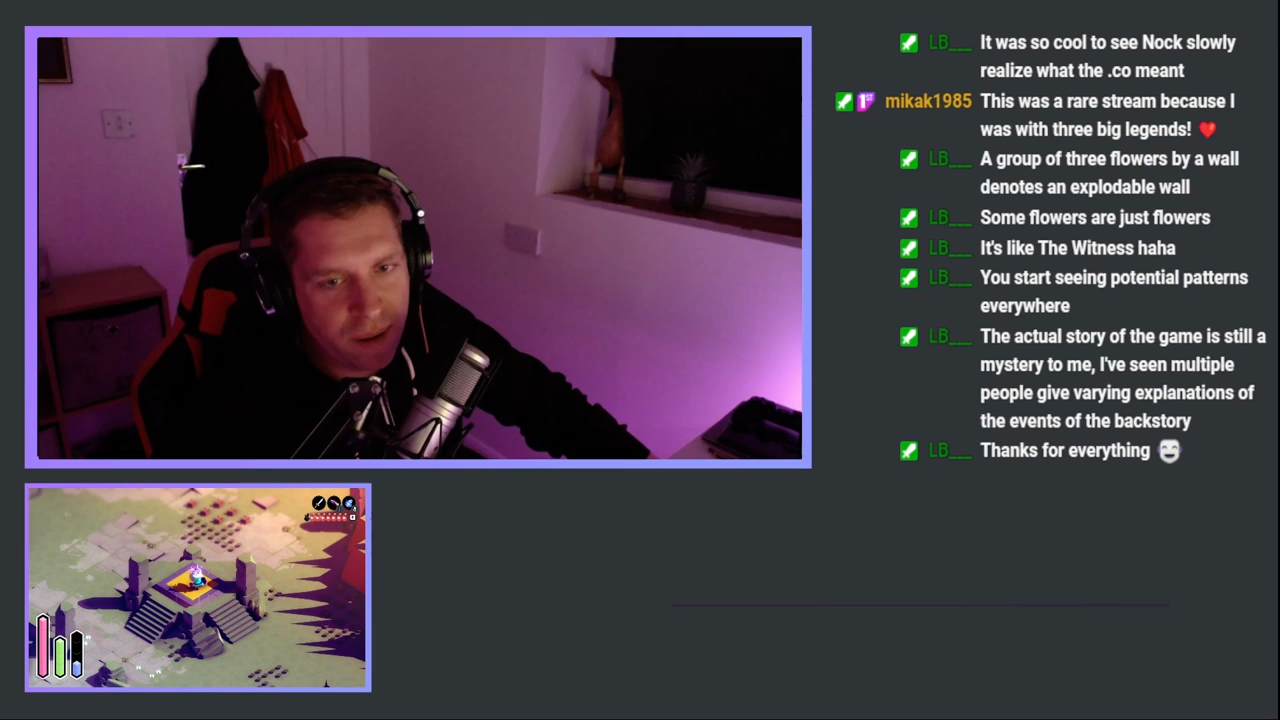 LB___ It was so cool to see Nock slowly
realize what the .co meant
1ST mikak1985 This was a rare stream because I
was with three big legends!
LB___ A group of three flowers by a wall
denotes an explodable wall
LB___ Some flowers are just flowers
LB___ It's like The Witness haha
LB___ You start seeing potential patterns
everywhere
LB___ The actual story of the game is still a
mystery to me, I've seen multiple
people give varying explanations of
the events of the backstory
LB___ Thanks for everything